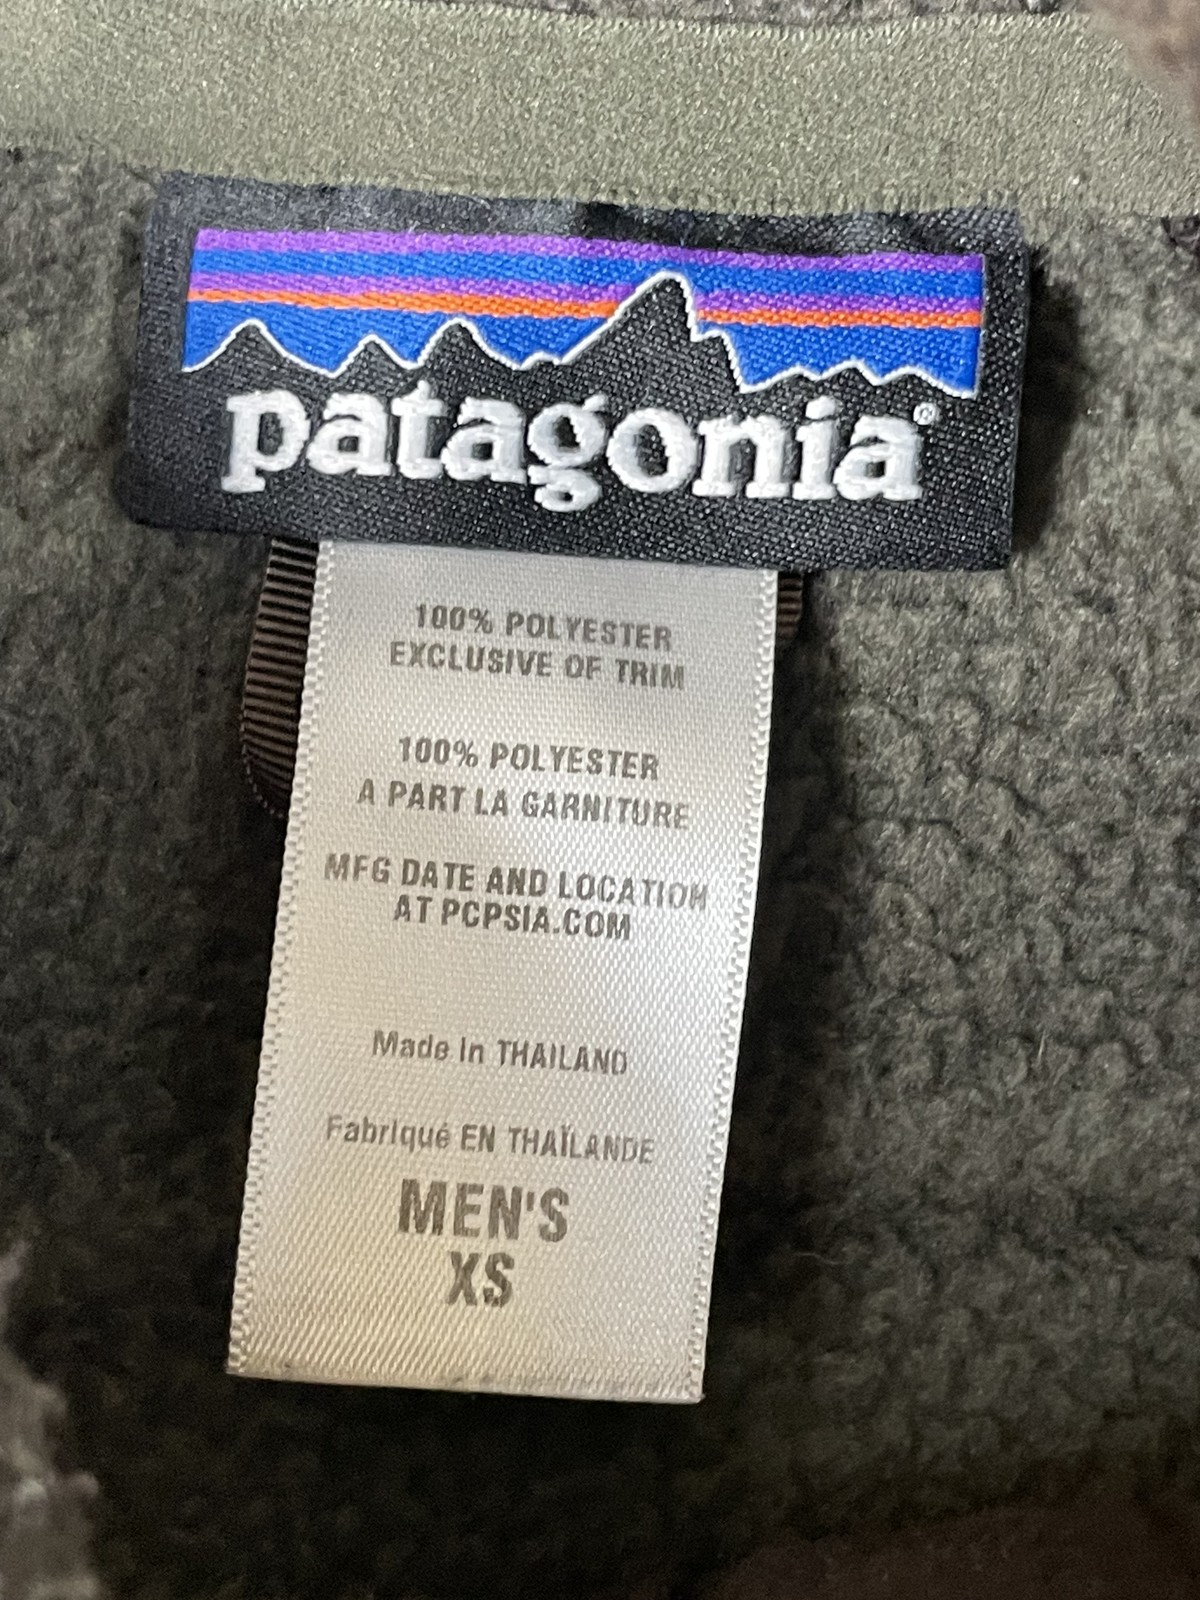 patagonia®
100% POLYESTER
EXCLUSIVE OF TRIM
100% POLYESTER
A PART LA GARNITURE
MFG DATE AND LOCATION
AT PCPSIA.COM
Made In THAILAND
Fabriqué EN THAÏLANDE
MEN'S
XS